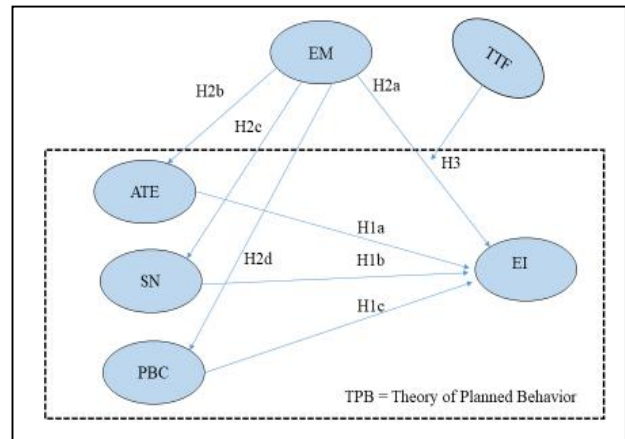 EM
TTF
H2b
H2a
H2c
H3
ATE
H1a
SN
H2d
H1b
EI
H1c
PBC
TPB = Theory of Planned Behavior